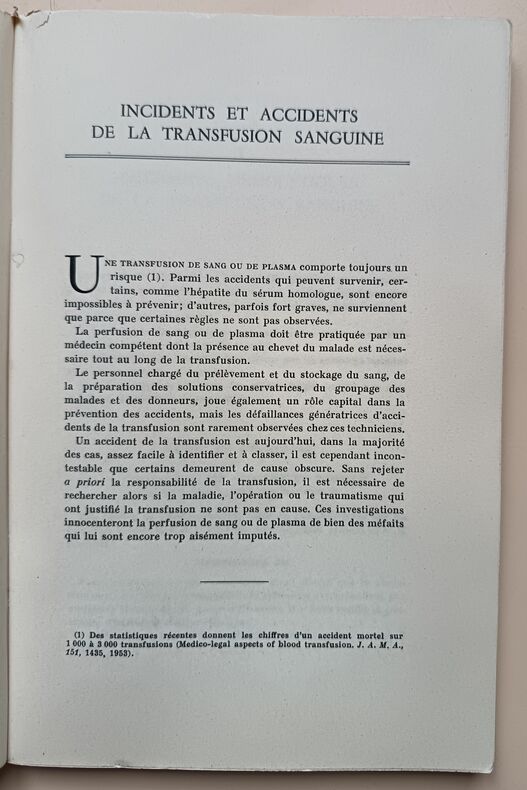 INCIDENTS ET ACCIDENTS
DE LA TRANSFUSION SANGUINE
UNE TRANSFUSION DE SANG OU DE PLASMA comporte toujours un
risque (1). Parmi les accidents qui peuvent survenir, cer-
tains, comme l'hépatite du sérum homologue, sont encore
impossibles à prévenir; d'autres, parfois fort graves, ne surviennent
que parce que certaines règles ne sont pas observées.
La perfusion de sang ou de plasma doit être pratiquée par un
médecin compétent dont la présence au chevet du malade est néces-
saire tout au long de la transfusion.
Le personnel chargé du prélèvement et du stockage du sang, de
la préparation des solutions conservatrices, du groupage des
malades et des donneurs, joue également un rôle capital dans la
prévention des accidents, mais les défaillances génératrices d'acci-
dents de la transfusion sont rarement observées chez ces techniciens.
Un accident de la transfusion est aujourd'hui, dans la majorité
des cas, assez facile à identifier et à classer, il est cependant incon-
testable que certains demeurent de cause obscure. Sans rejeter
a priori la responsabilité de la transfusion, il est nécessaire de
rechercher alors si la maladie, l'opération ou le traumatisme qui
ont justifié la transfusion ne sont pas en cause. Ces investigations
innocenteront la perfusion de sang ou de plasma de bien des méfaits
qui lui sont encore trop aisément imputés.
(1) Des statistiques récentes donnent les chiffres d'un accident mortel sur
1 000 à 3 000 transfusions (Medico-legal aspects of blood transfusion. J. A. M. A.,
151, 1435, 1953).